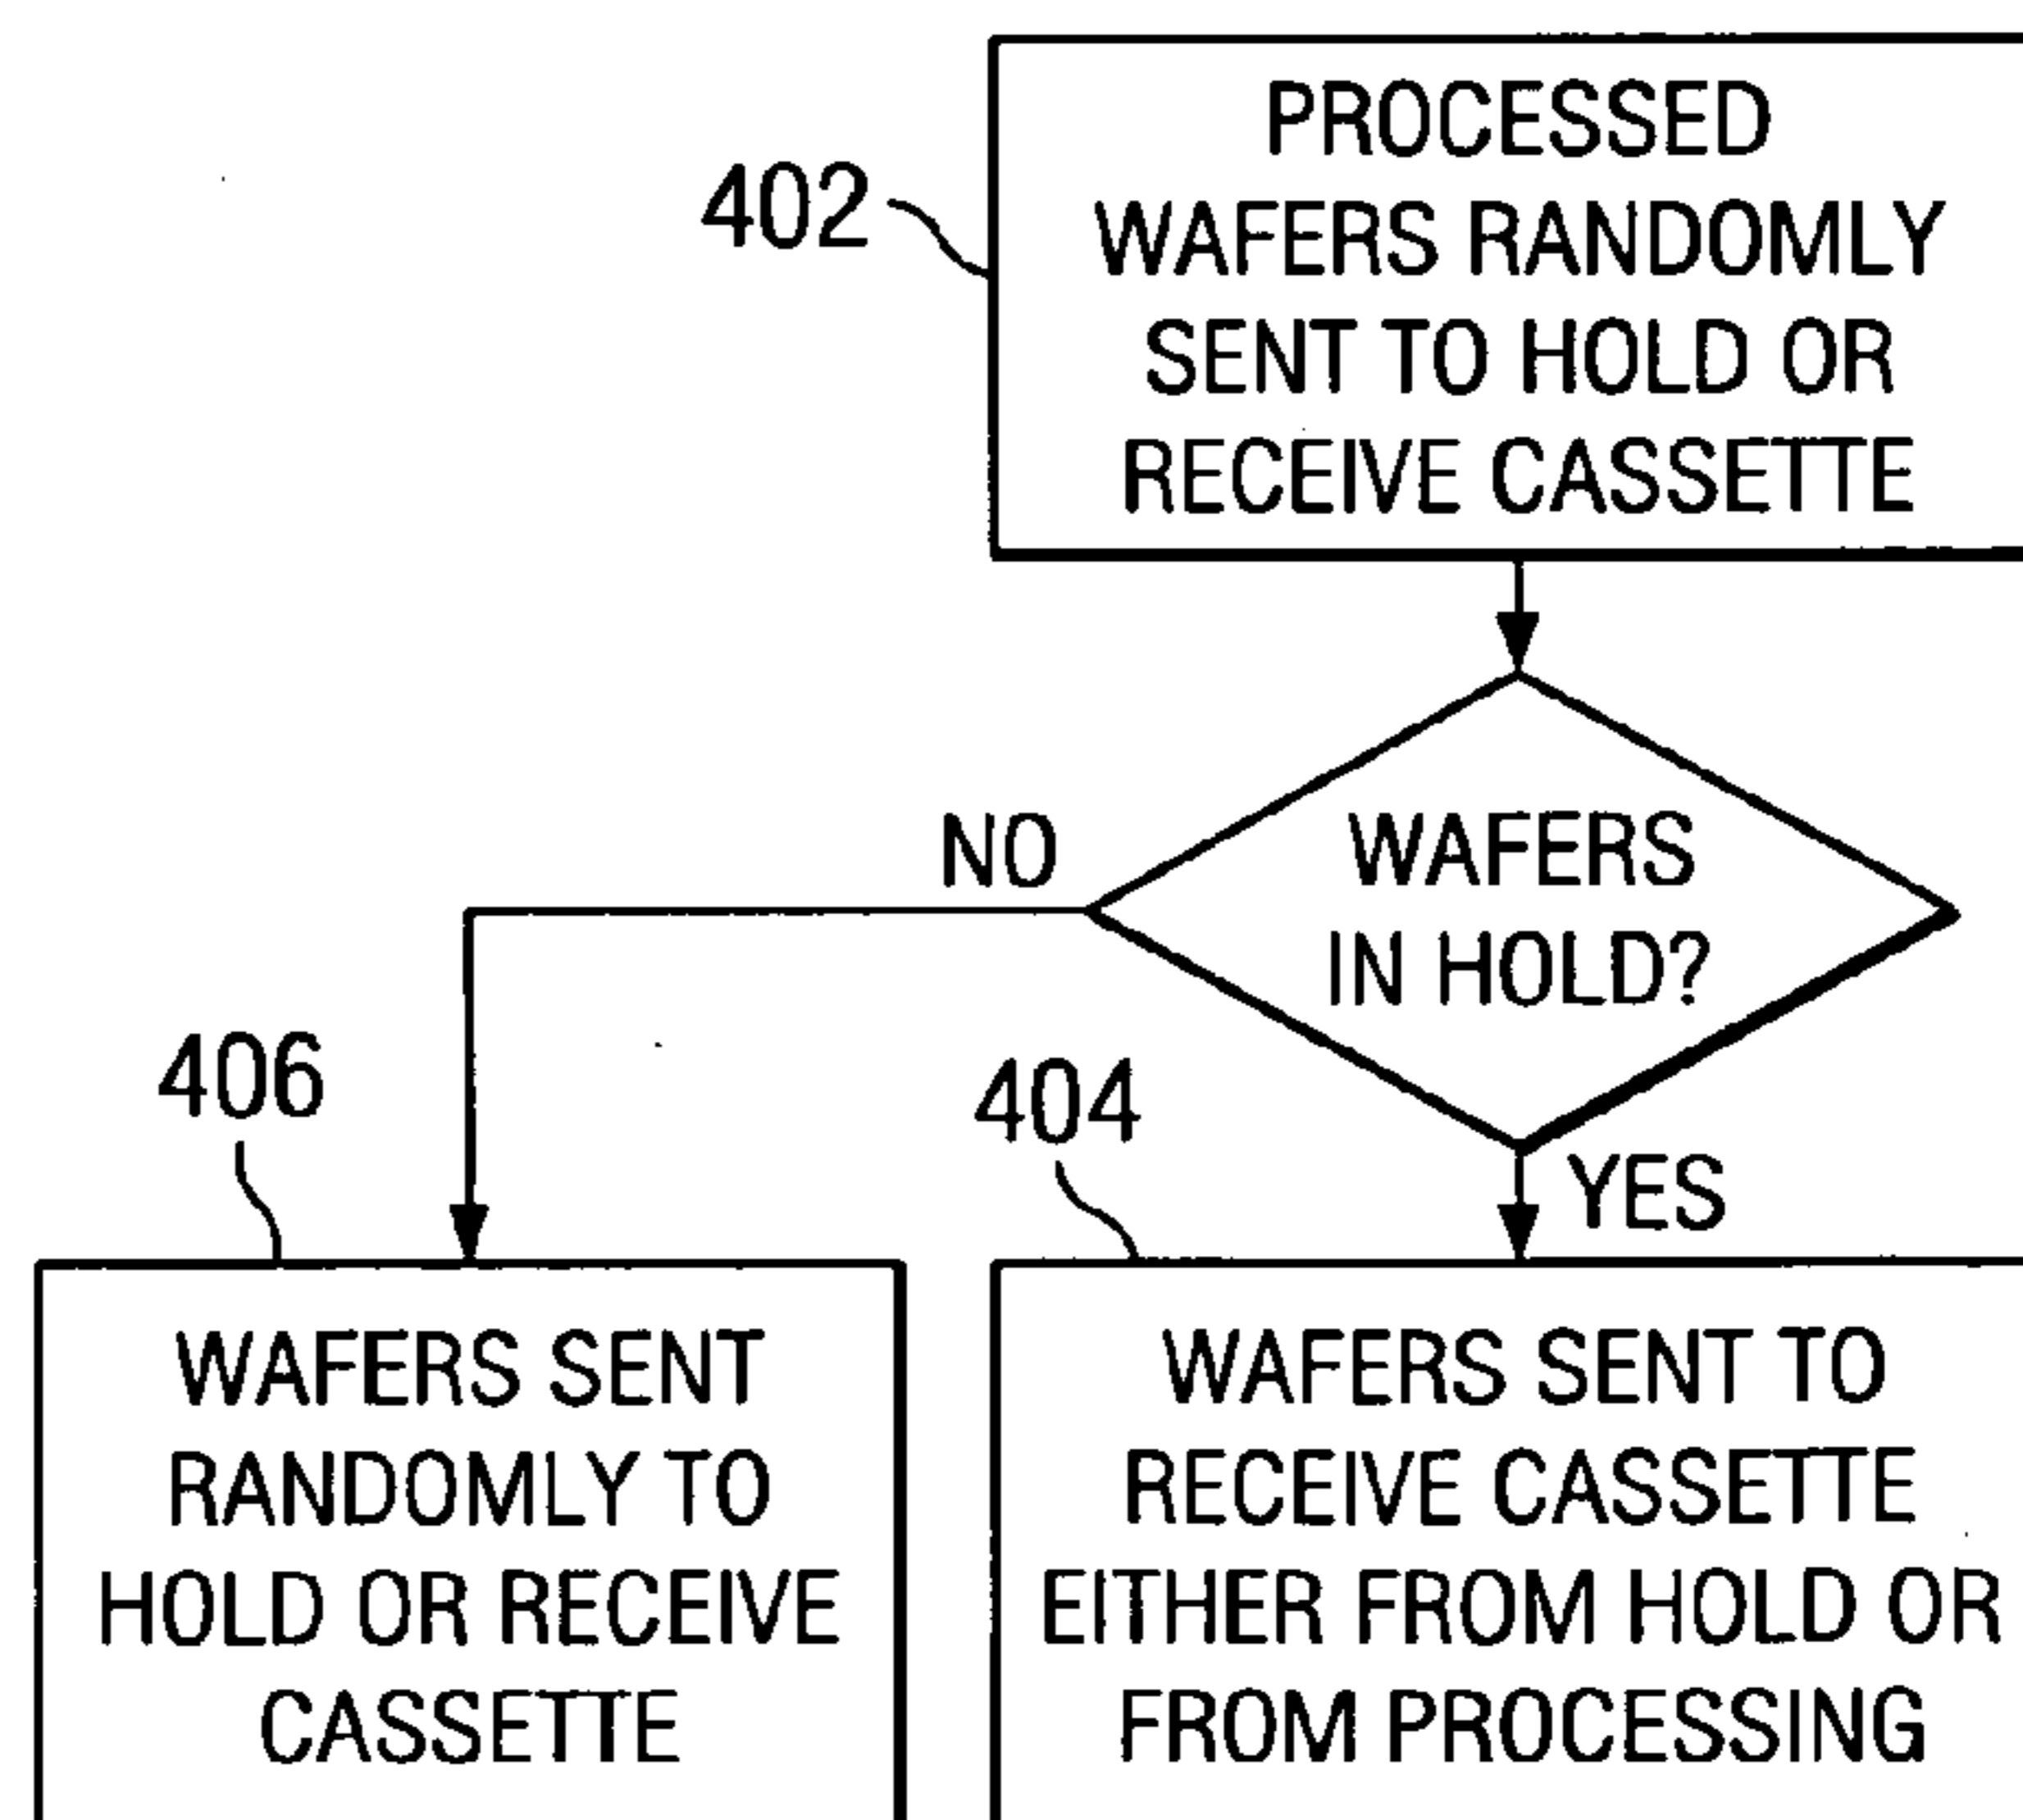 402
PROCESSED
WAFERS RANDOMLY
SENT TO HOLD OR
RECEIVE CASSETTE
NO
WAFERS
IN HOLD?
YES
406
WAFERS SENT
RANDOMLY TO
HOLD OR RECEIVE
CASSETTE
404
WAFERS SENT TO
RECEIVE CASSETTE
EITHER FROM HOLD OR
FROM PROCESSING